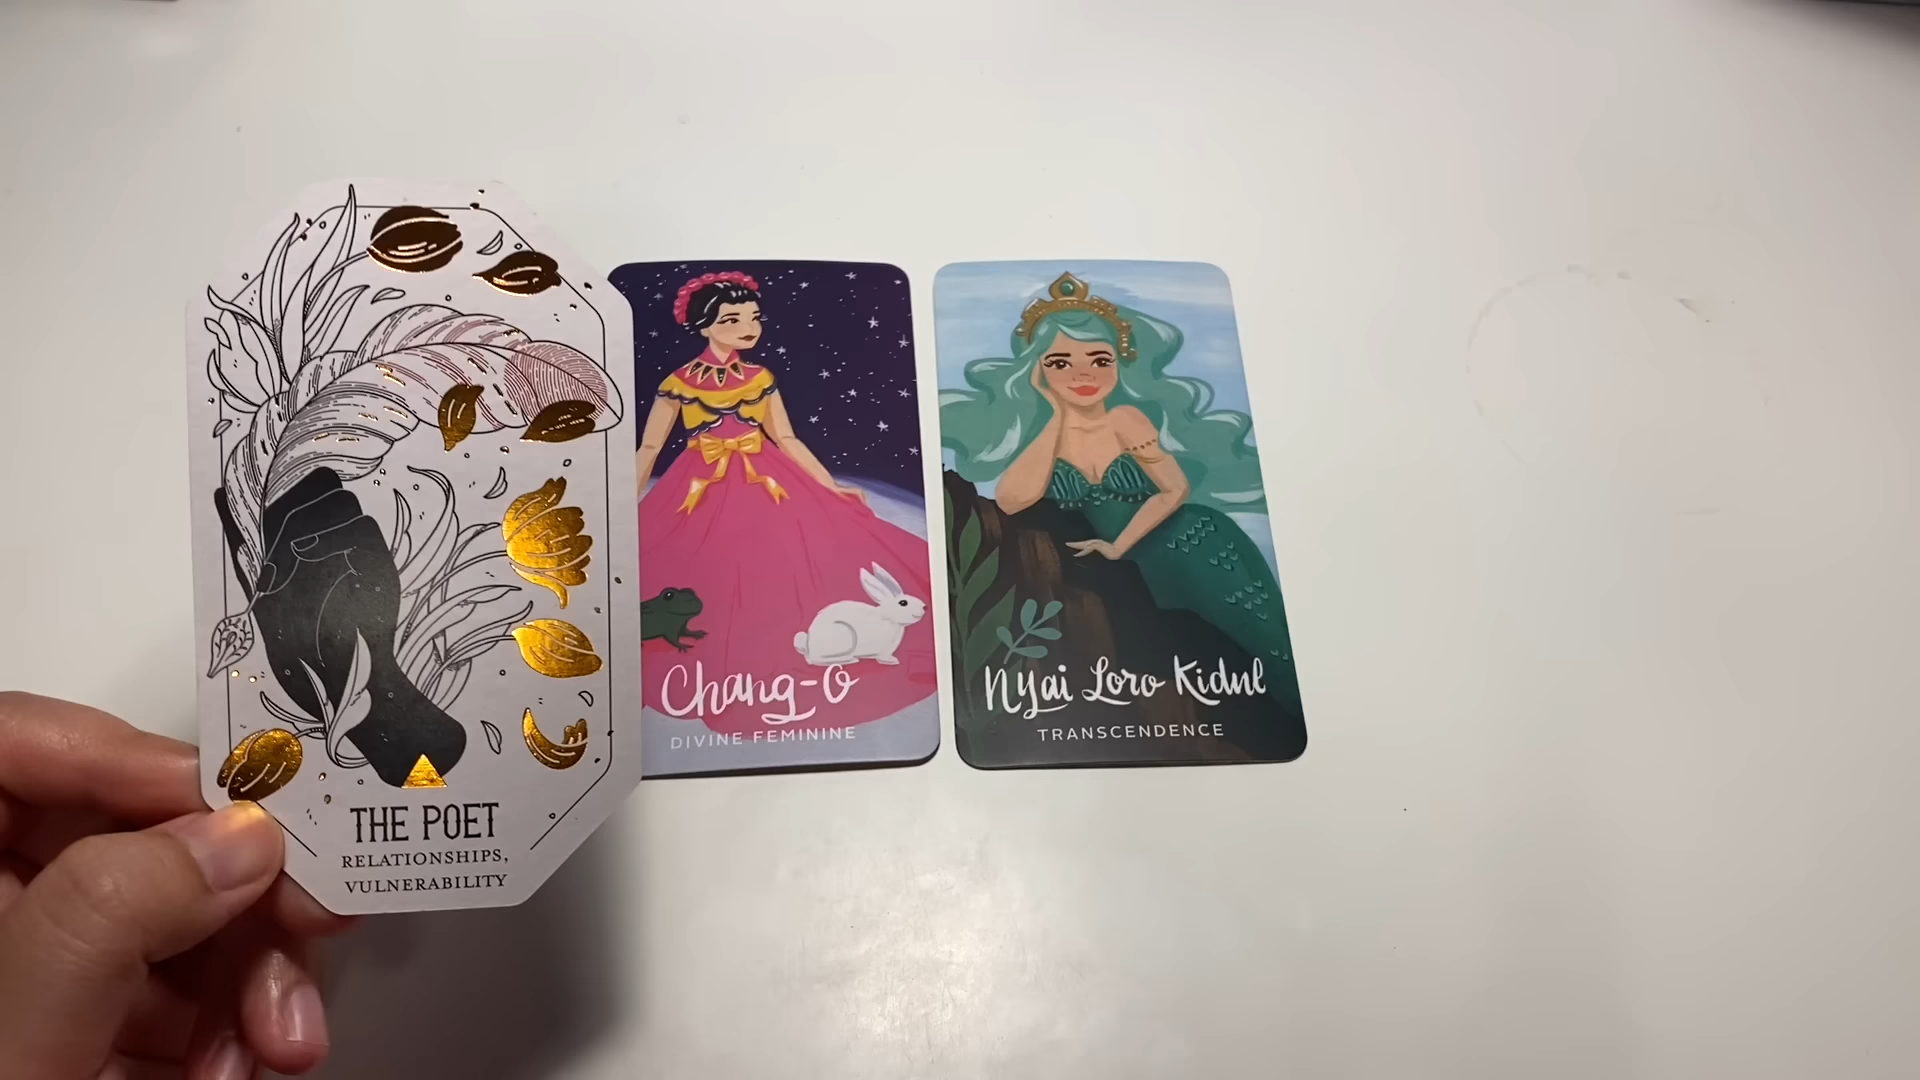 THE POET
RELATIONSHIPS,
VULNERABILITY
Chang-O
DIVINE FEMININE
Nyai Loro Kidul
TRANSCENDENCE